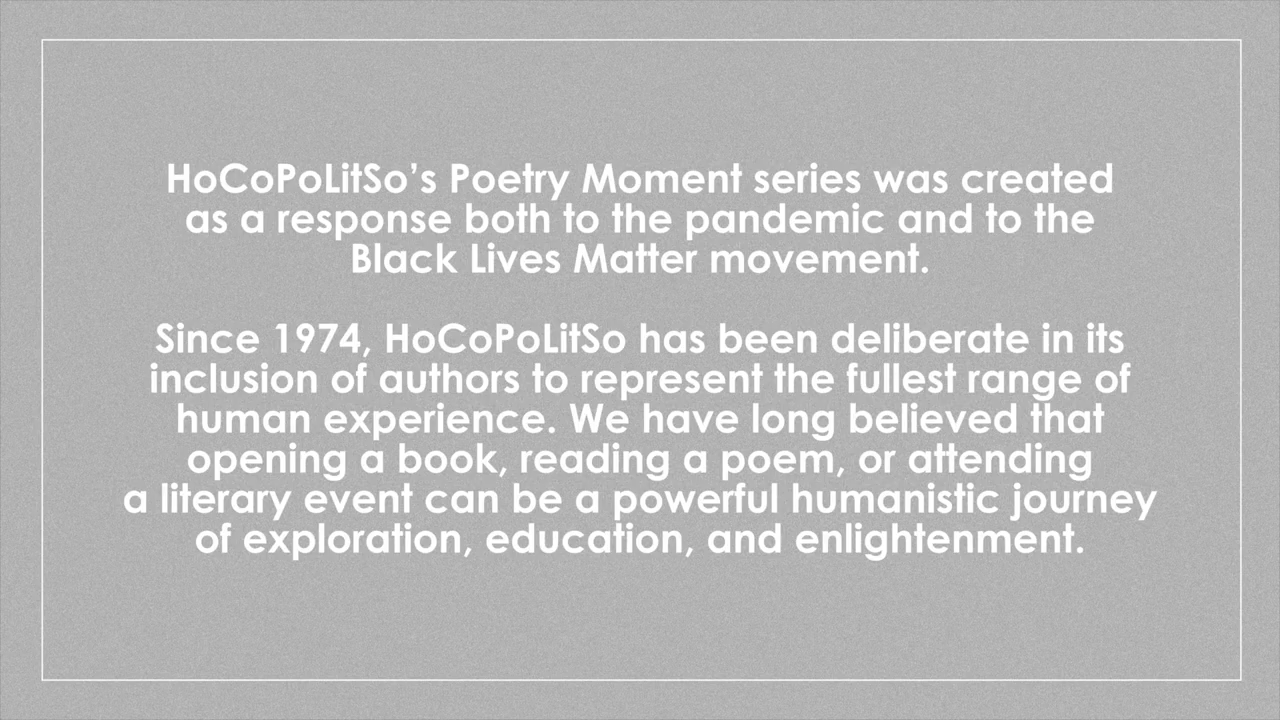 HoCoPoLitSo’s Poetry Moment series was created
as a response both to the pandemic and to the
Black Lives Matter movement.
Since 1974, HoCoPoLitSo has been deliberate in its
inclusion of authors to represent the fullest range of
human experience. We have long believed that
opening a book, reading a poem, or attending
a literary event can be a powerful humanistic journey
of exploration, education, and enlightenment.